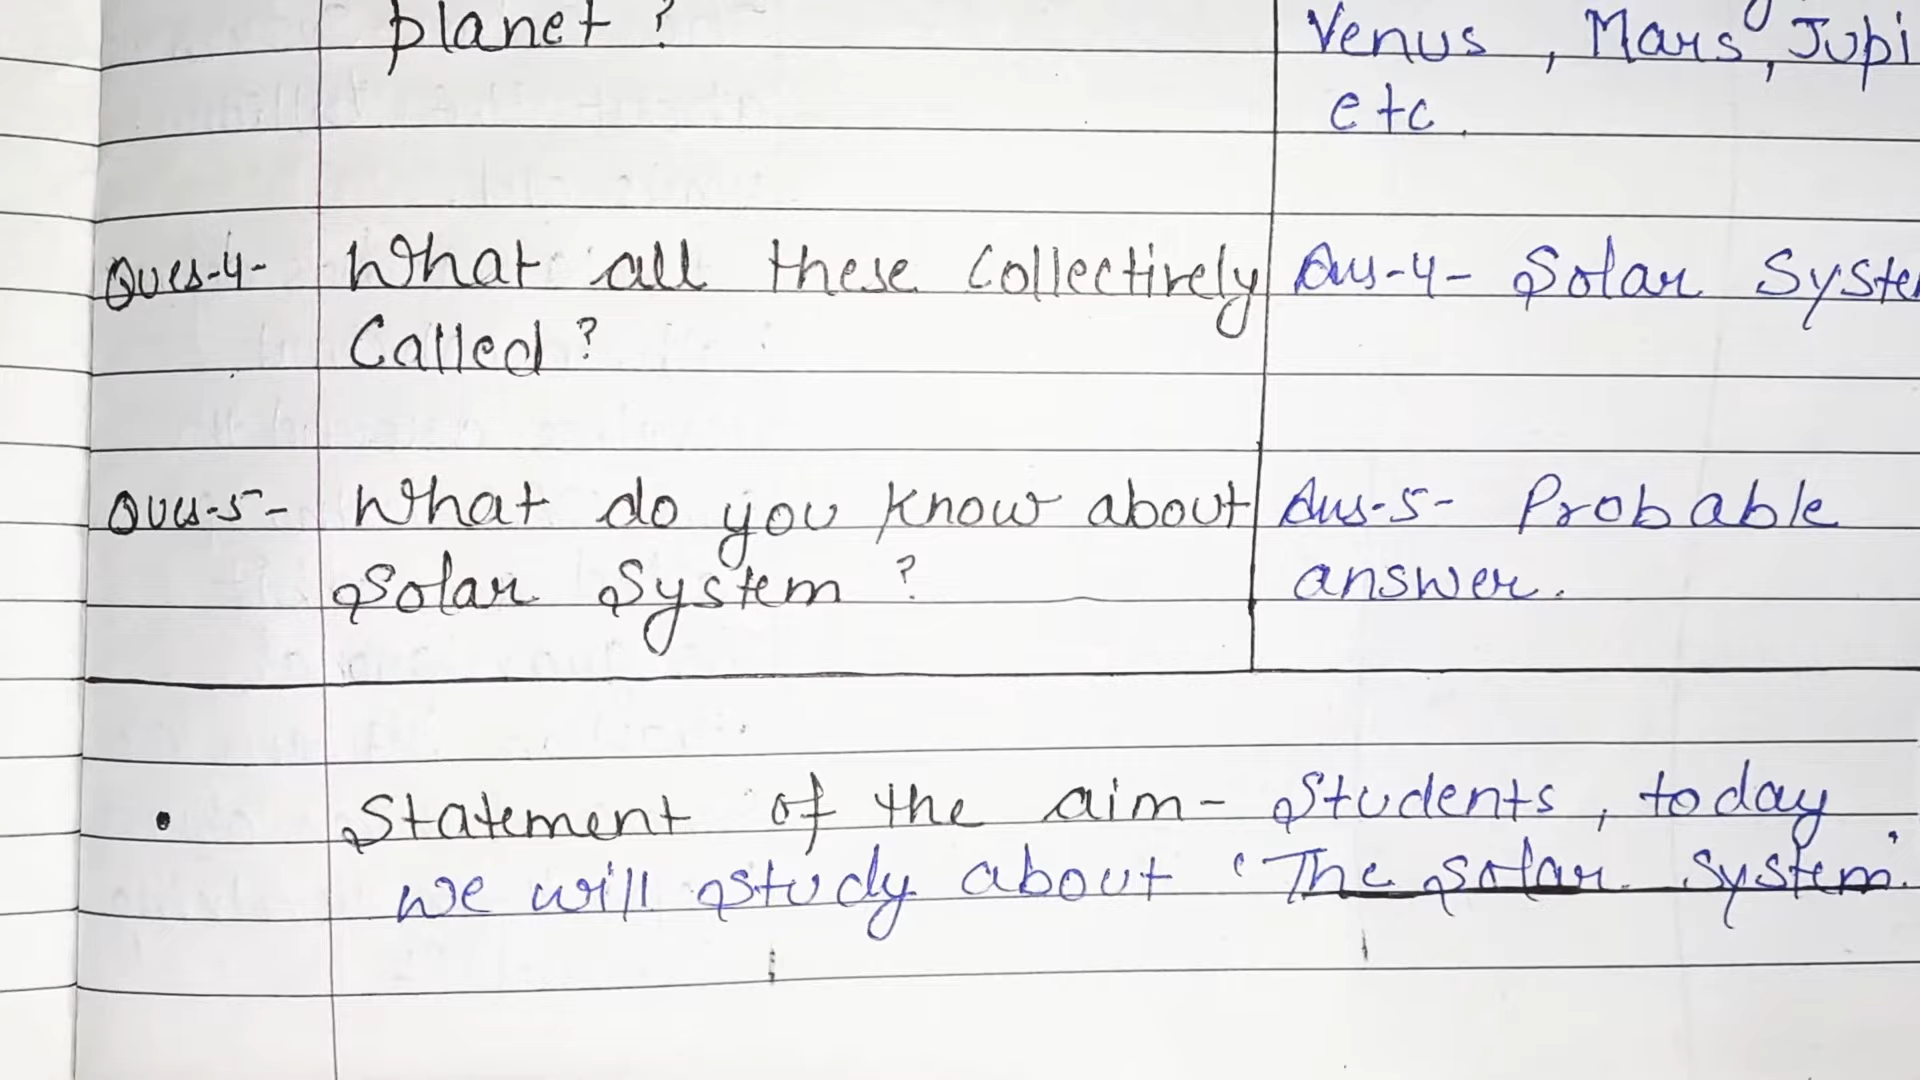 planet ?
Venus , Mars , Jupi
etc.
Ques-4- What all these Collectively
Called ?
Ans-4- Solar Syste
Ques-5- What do you know about
Solar System ?
Ans-5- Probable
answer.
• Statement of the aim- Students , today
we will study about 'The Solar System'.